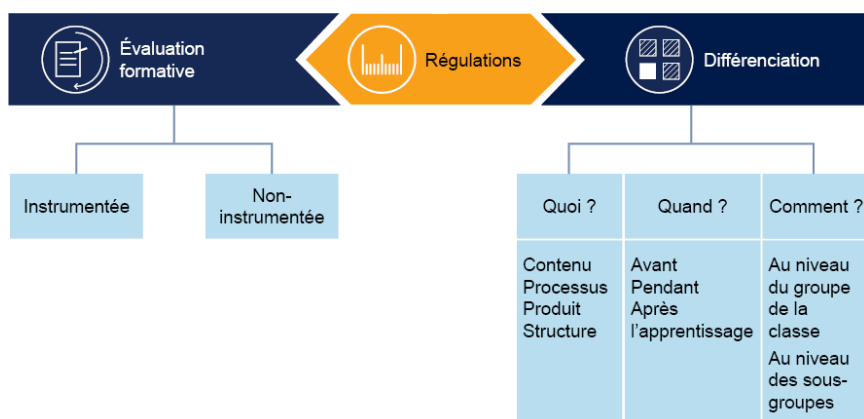 Évaluation
formative
Régulations
Différenciation
Instrumentée
Non-
instrumentée
Quoi ?
Quand ?
Comment ?
Contenu
Processus
Produit
Structure
Avant
Pendant
Après
l’apprentissage
Au niveau
du groupe
de la
classe
Au niveau
des sous-
groupes